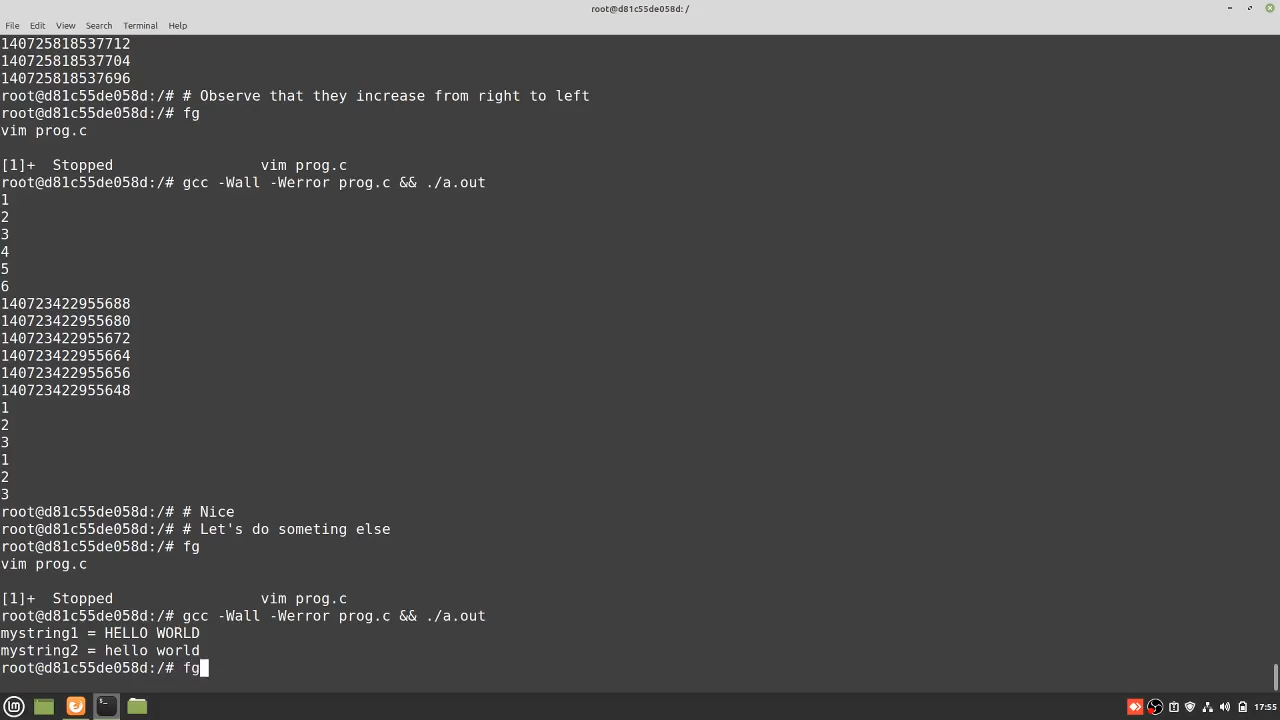 root@d81c55de058d: /
File Edit View Search Terminal Help
140725818537712
140725818537704
140725818537696
root@d81c55de058d:/# # Observe that they increase from right to left
root@d81c55de058d:/# fg
vim prog.c
[1]+  Stopped                 vim prog.c
root@d81c55de058d:/# gcc -Wall -Werror prog.c && ./a.out
1
2
3
4
5
6
140723422955688
140723422955680
140723422955672
140723422955664
140723422955656
140723422955648
1
2
3
1
2
3
root@d81c55de058d:/# # Nice
root@d81c55de058d:/# # Let's do someting else
root@d81c55de058d:/# fg
vim prog.c
[1]+  Stopped                 vim prog.c
root@d81c55de058d:/# gcc -Wall -Werror prog.c && ./a.out
mystring1 = HELLO WORLD
mystring2 = hello world
root@d81c55de058d:/# fg
17:55